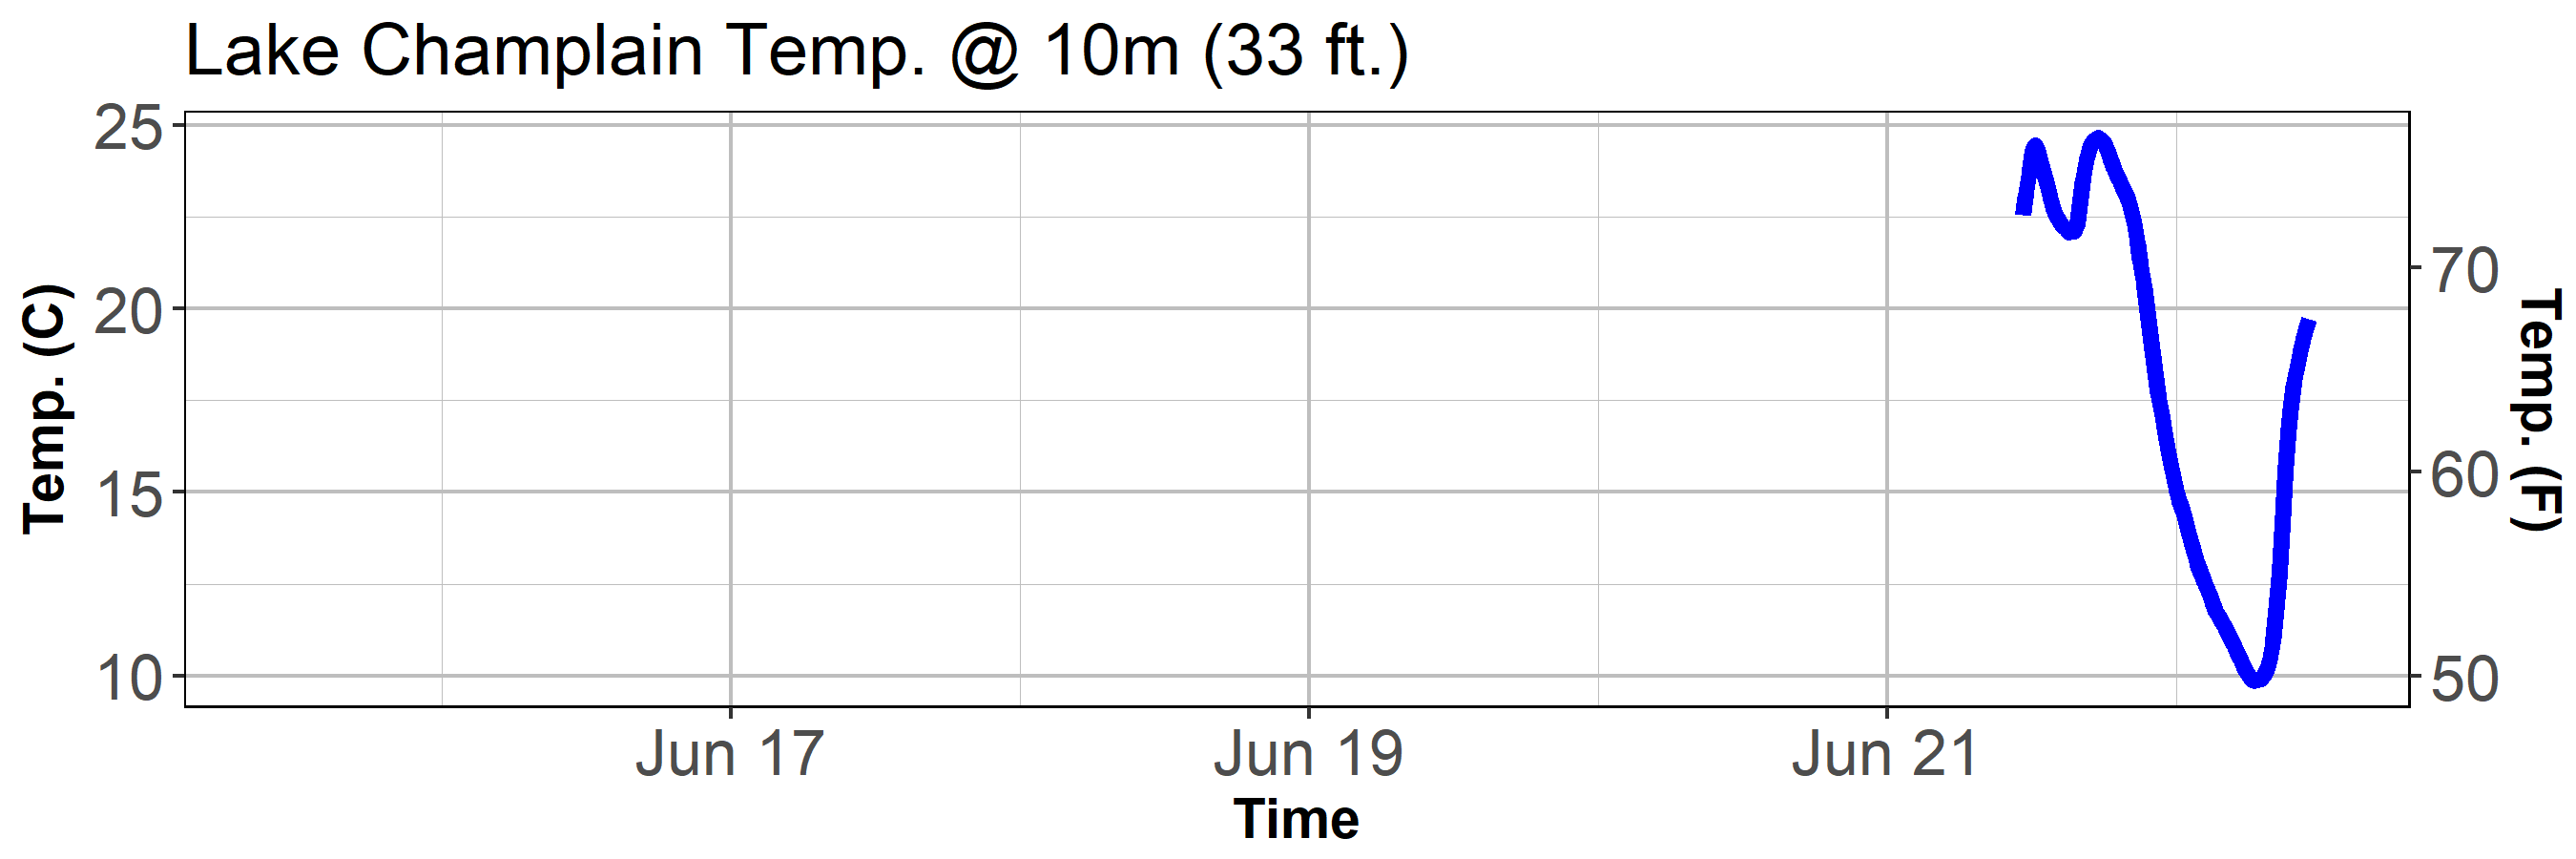 Lake Champlain Temp. @ 10m (33 ft.)
25
20
15
10
Temp. (C)
70
60
50
Temp. (F)
Jun 17 Jun 19 Jun 21
Time